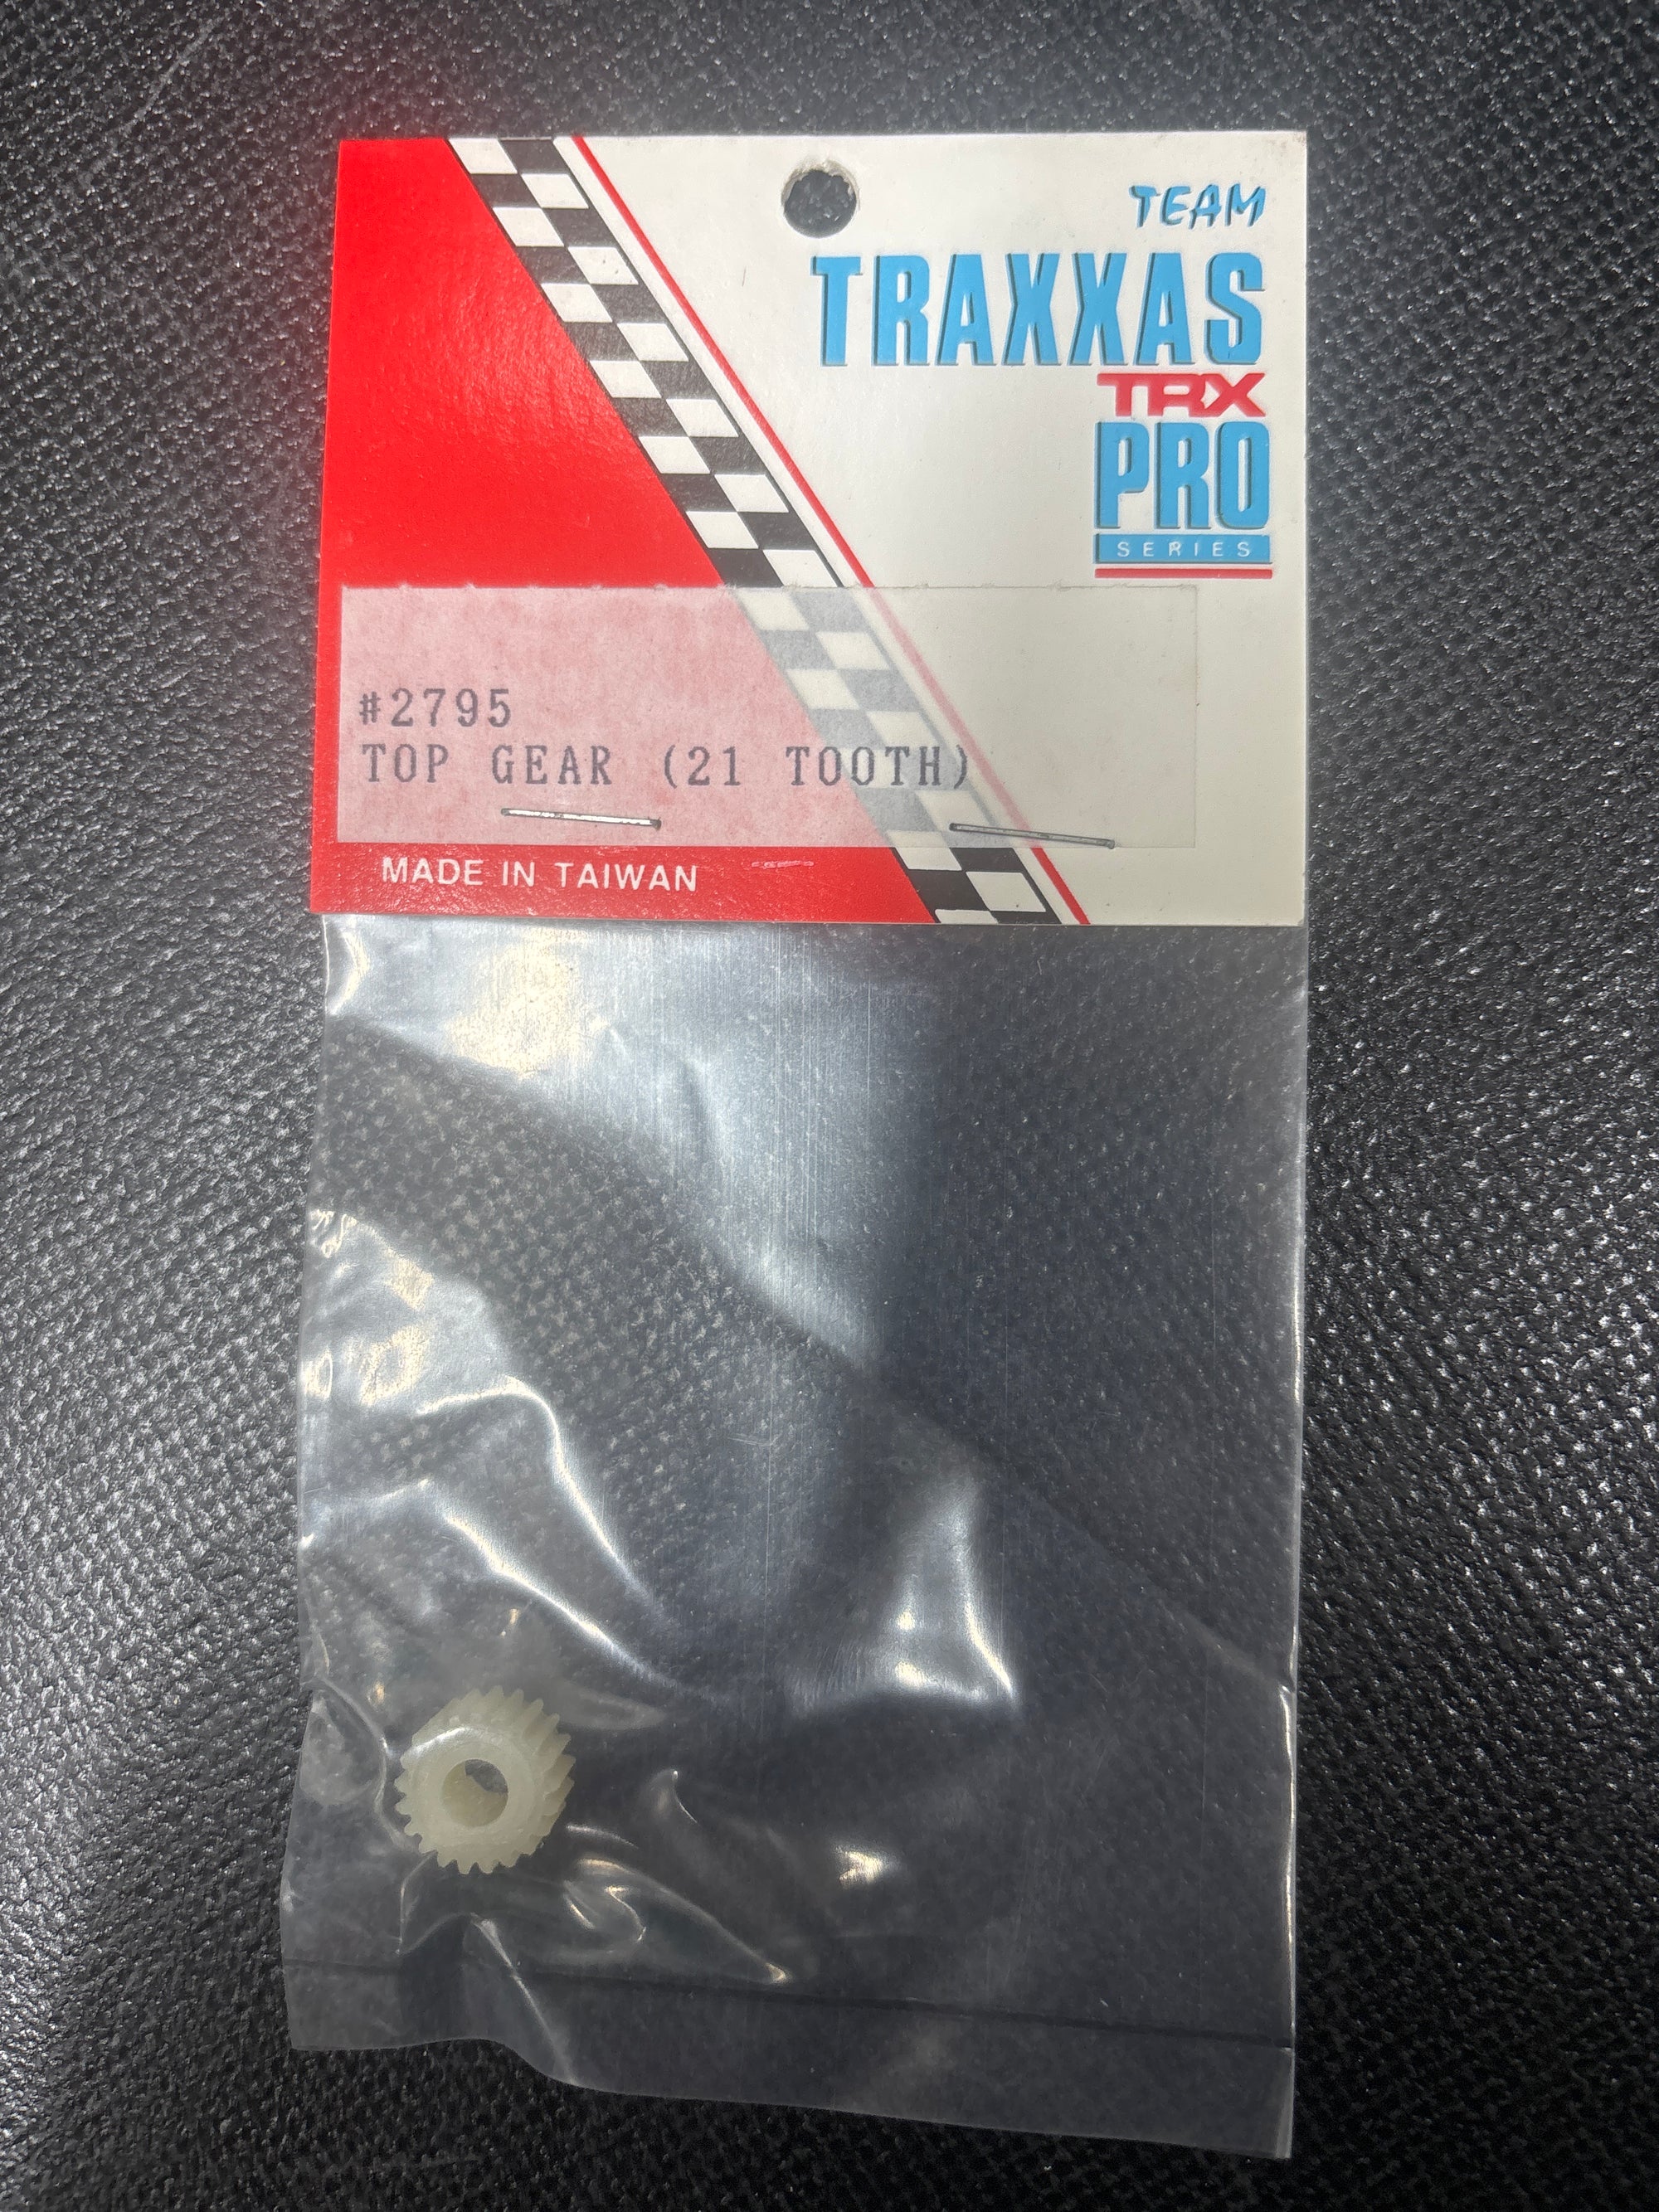 TEAM
TRAXXAS
TRX
PRO
SERIES
#2795
TOP GEAR (21 TOOTH)
MADE IN TAIWAN